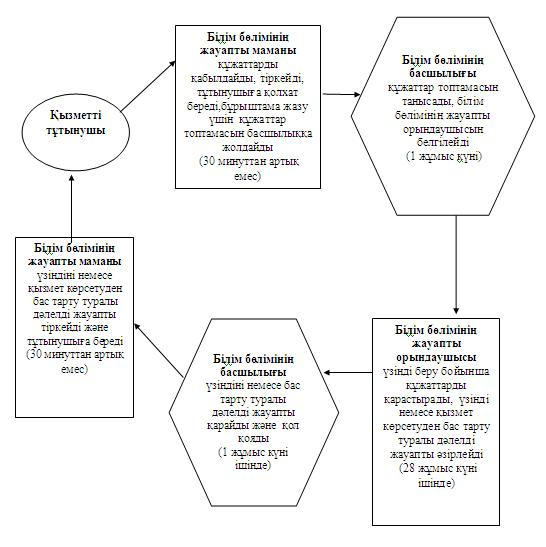 Қызметті
тұтынушы
Білім бөлімінің
жауапты маманы
құжаттарды
қабылдайды, тіркейді,
тұтынушыға қолхат
береді,бұрыштама жазу
үшін құжаттар
топтамасын басшылыққа
жолдайды
(30 минуттан артық
емес)
Білім бөлімінің
басшылығы
құжаттар топтамасын
танысады, білім
бөлімінің жауапты
орындаушысын
белгілейді
(1 жұмыс күні)
Білім бөлімінің
жауапты
орындаушысы
үзінді беру бойынша
құжаттарды
қарастырады, үзінді
немесе қызмет
көрсетуден бас тарту
туралы дәлелді
жауапты әзірлейді
(28 жұмыс күні
ішінде)
Білім бөлімінің
басшылығы
үзіндіні немесе бас
тарту туралы
дәлелді жауапты
қарайды және қол
қояды
(1 жұмыс күні
ішінде)
Білім бөлімінің
жауапты маманы
үзіндіні немесе
қызмет көрсетуден
бас тарту туралы
дәлелді жауапты
тіркейді және
тұтынушыға береді
(30 минуттан артық
емес)